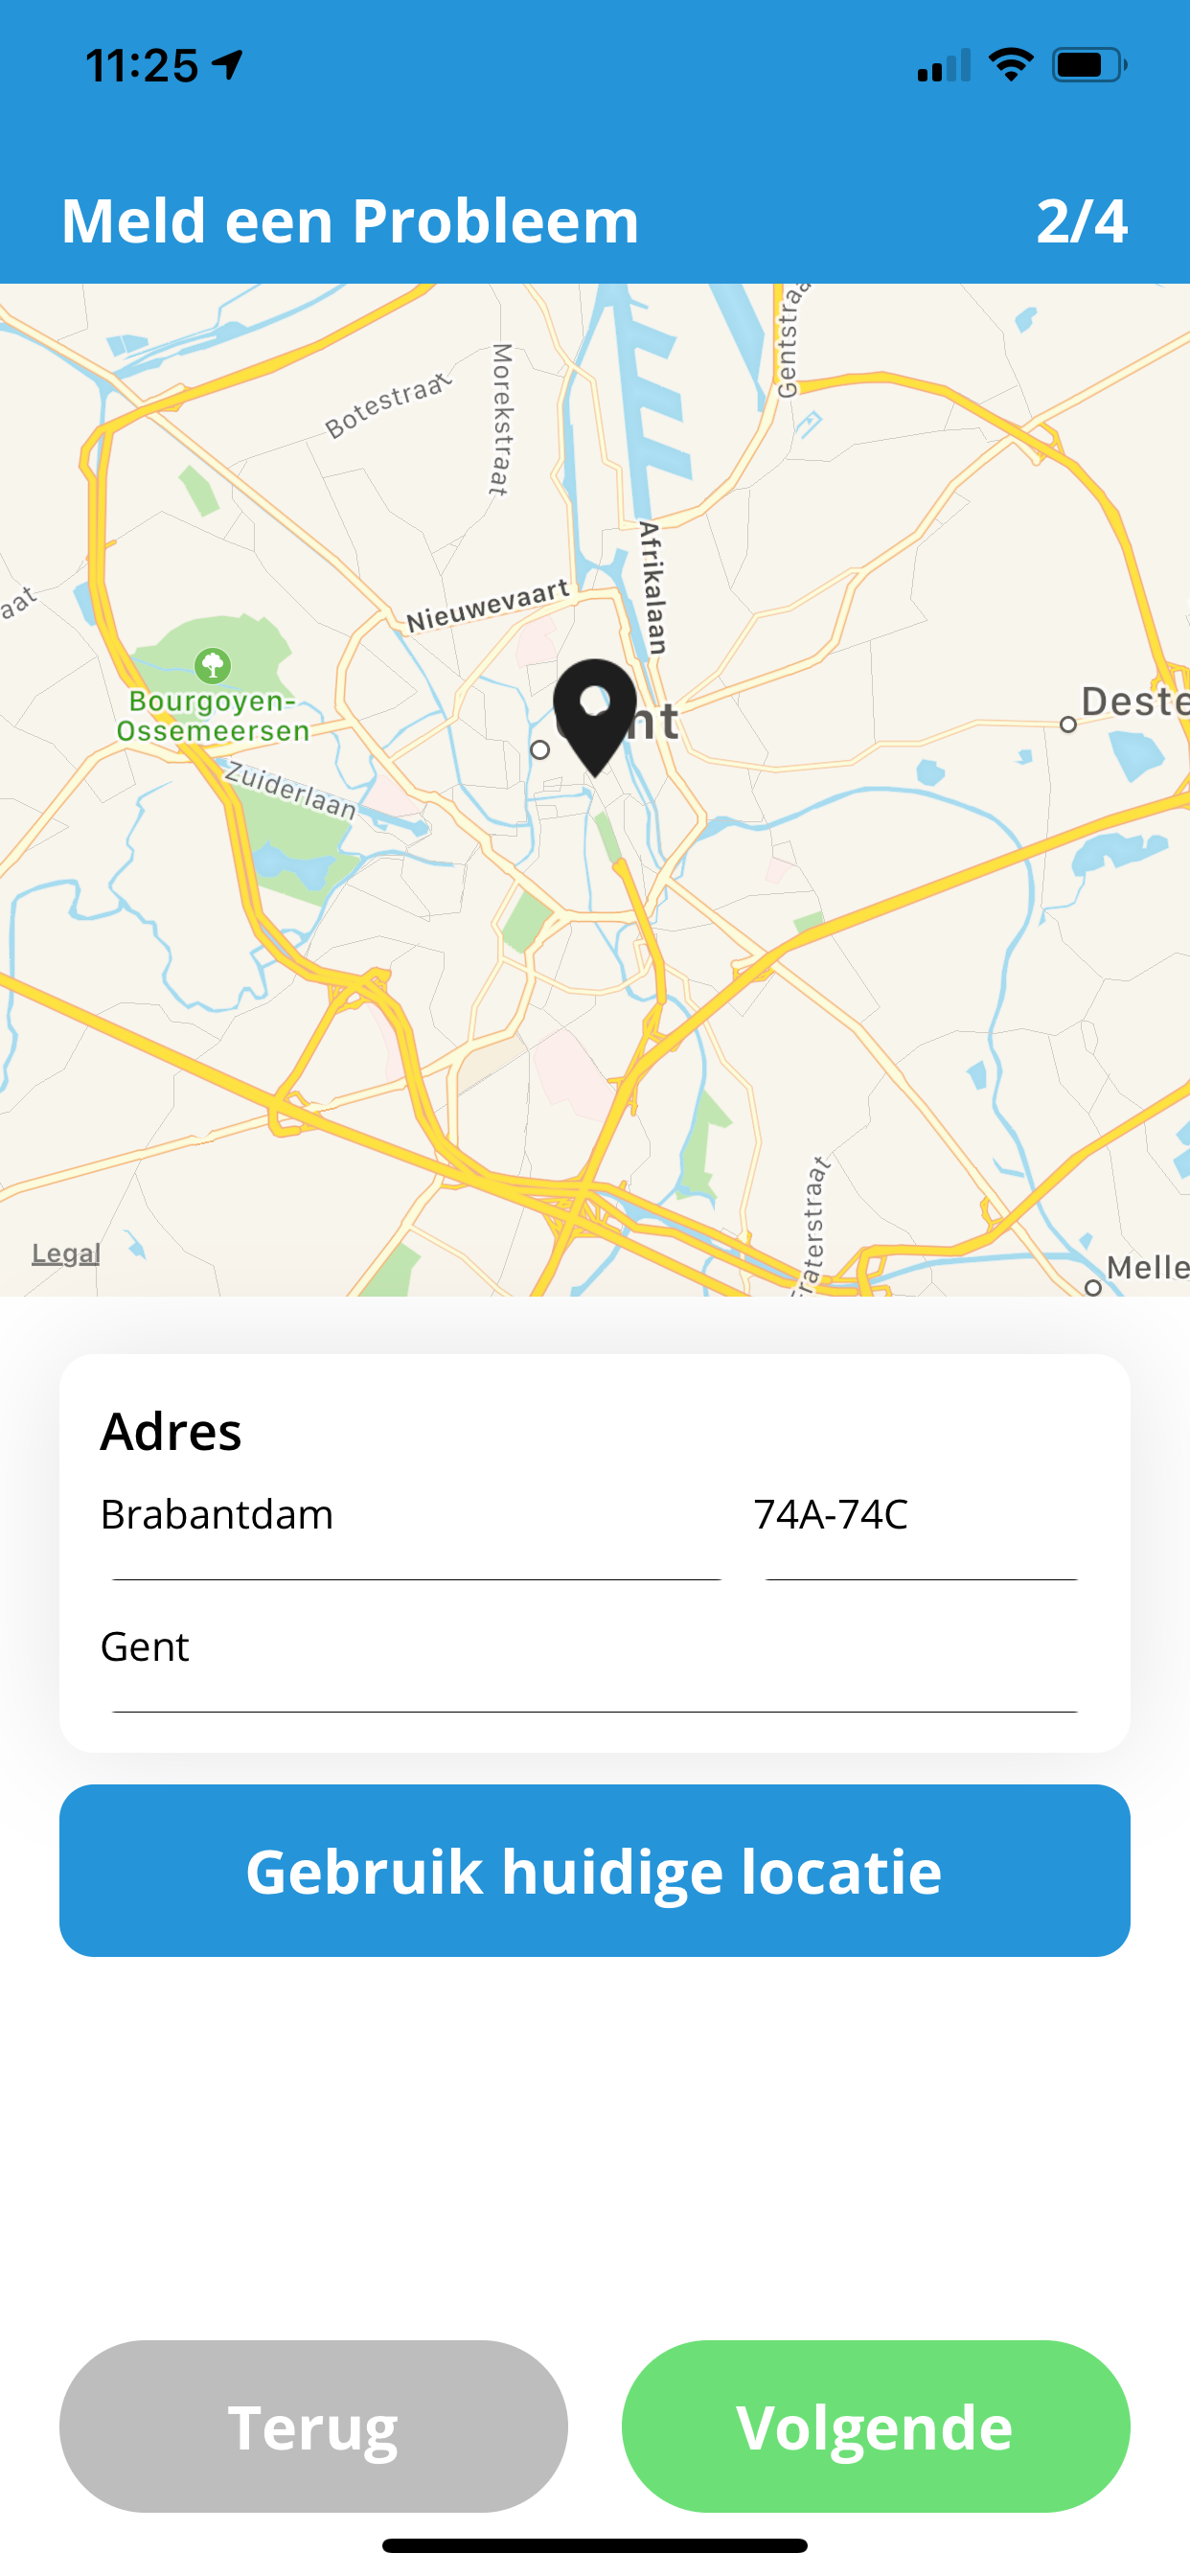 11:25
Meld een Probleem 2/4
Gentstraa
Morekstraat
Botestraat
Afrikalaan
Nieuwevaart
aat
Bourgoyen-
Ossemeersen
Deste
Zuiderlaan
Fraterstraat
Legal
Melle
Adres
Brabantdam 74A-74C
Gent
Gebruik huidige locatie
Terug Volgende